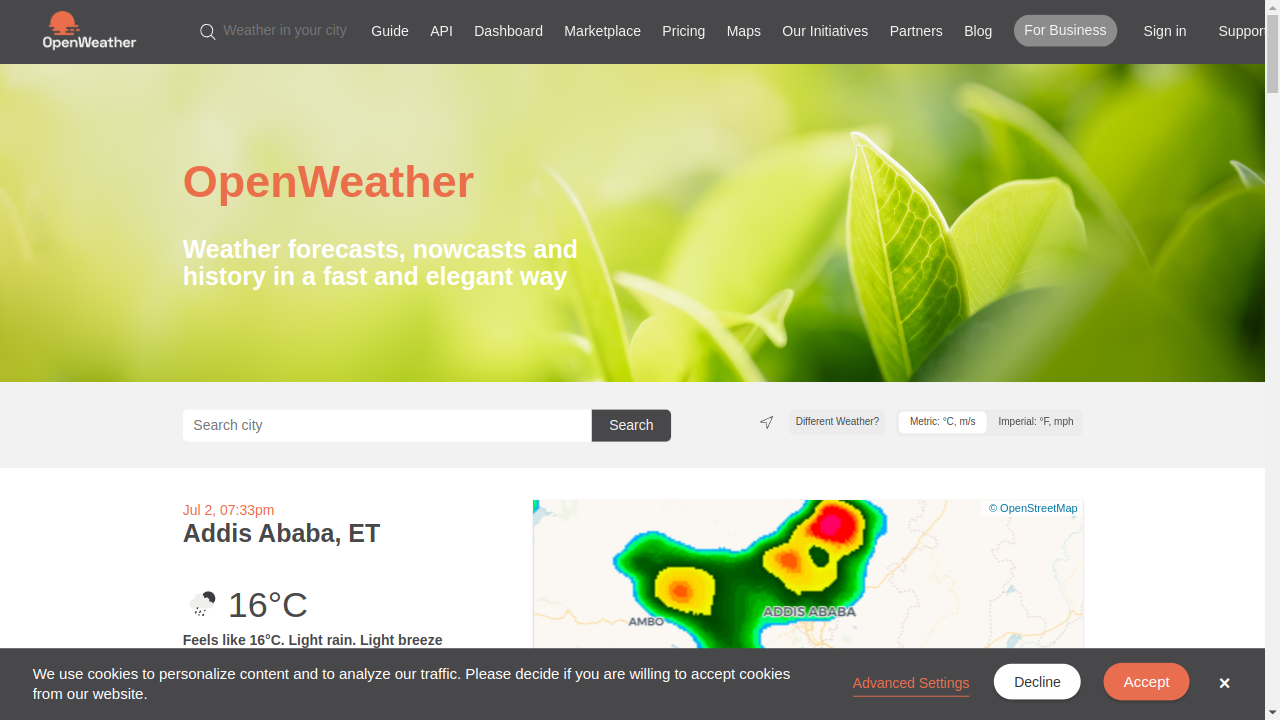 OpenWeather
Weather in your city
Guide
API
Dashboard
Marketplace
Pricing
Maps
Our Initiatives
Partners
Blog
For Business
Sign in
OpenWeather
Weather forecasts, nowcasts and
history in a fast and elegant way
Search city
Search
Different Weather?
Metric: °C, m/s
Imperial: °F, mph
Jul 2, 07:33pm
Addis Ababa, ET
16°C
Feels like 16°C. Light rain. Light breeze
© OpenStreetMap
ADDIS ABABA
AMBO
We use cookies to personalize content and to analyze our traffic. Please decide if you are willing to accept cookies
from our website.
Advanced Settings
Decline
Accept
×